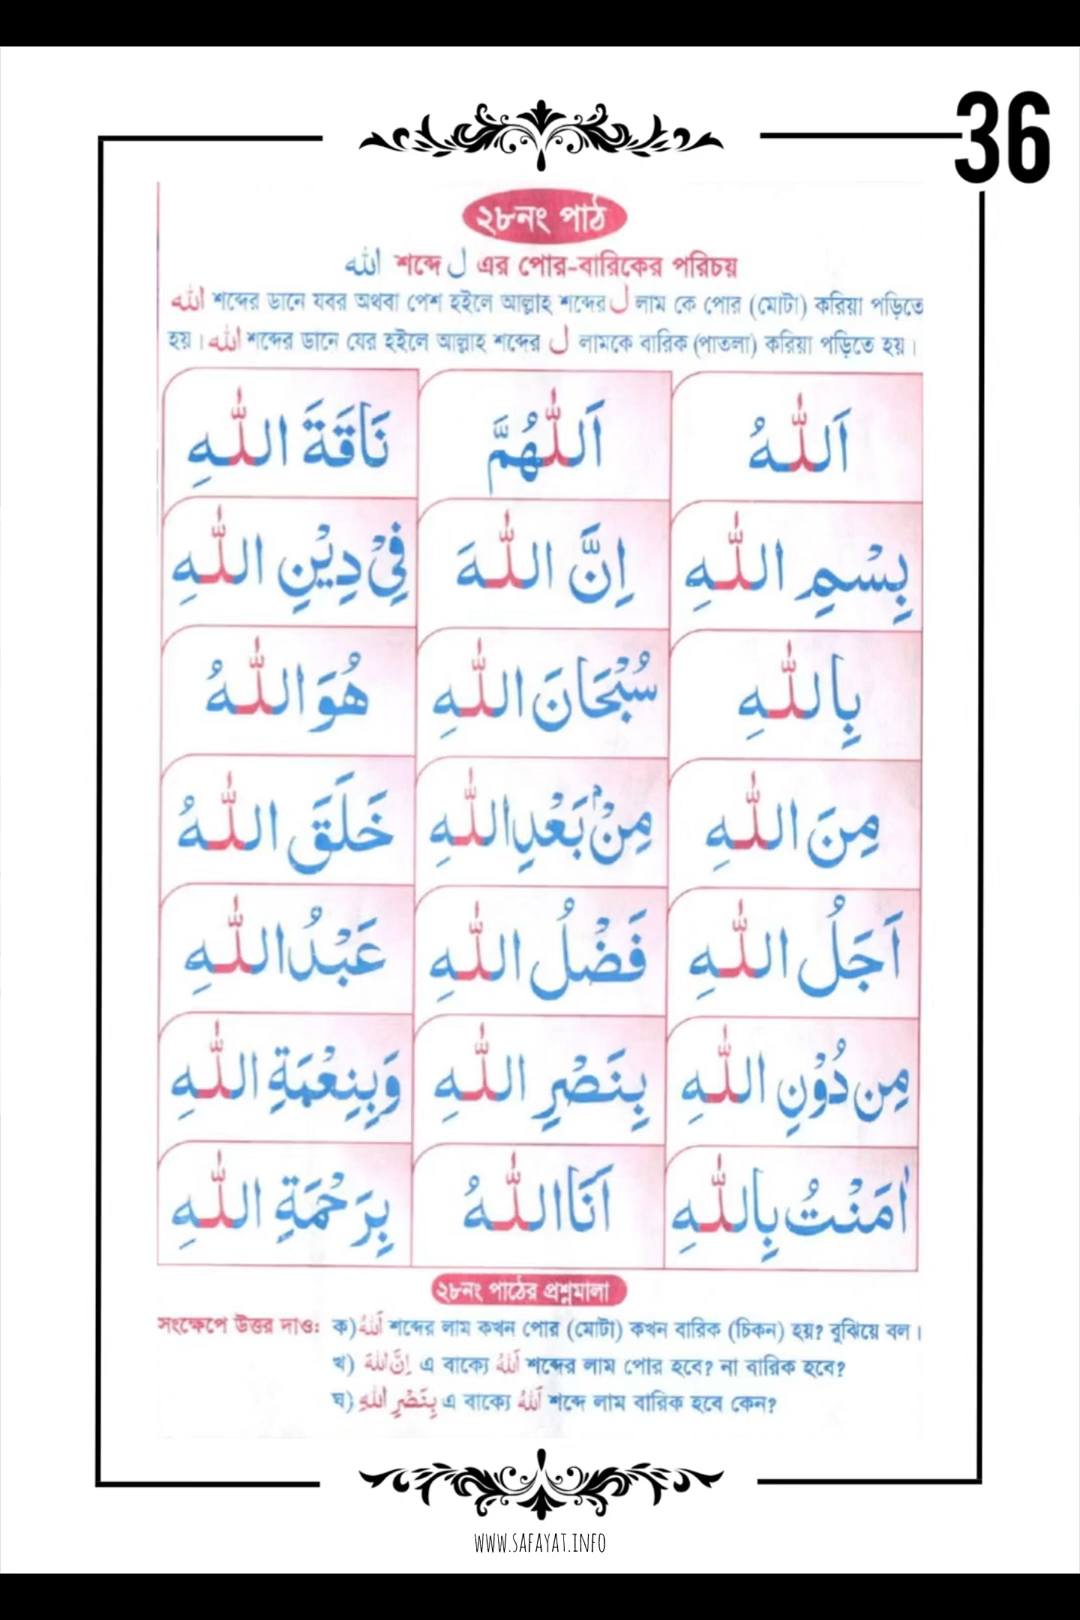 36
২৮নং পাঠ
الله শব্দে ل এর পোর-বারিকের পরিচয়
الله শব্দের ডানে যবর অথবা পেশ হইলে আল্লাহ শব্দের ل লাম কে পোর (মোটা) করিয়া পড়িতে
হয়। الله শব্দের ডানে যের হইলে আল্লাহ শব্দের ل লামকে বারিক (পাতলা) করিয়া পড়িতে হয়।
اَللّٰهُ اَللّٰهُمَّ نَاقَةَ اللّٰهِ
بِسْمِ اللّٰهِ اِنَّ اللّٰهَ فِىْ دِيْنِ اللّٰهِ
بِاللّٰهِ سُبْحَانَ اللّٰهِ هُوَ اللّٰهُ
مِنَ اللّٰهِ مِنْۢ بَعْدِ اللّٰهِ خَلَقَ اللّٰهُ
اَجَلُ اللّٰهِ فَضْلُ اللّٰهِ عَبْدُ اللّٰهِ
مِن دُوْنِ اللّٰهِ بِنَصْرِ اللّٰهِ وَبِنِعْمَةِ اللّٰهِ
اٰمَنْتُ بِاللّٰهِ اَنَا اللّٰهُ بِرَحْمَةِ اللّٰهِ
২৮নং পাঠের প্রশ্নমালা
সংক্ষেপে উত্তর দাও: ক) اَللّٰهُ শব্দের লাম কখন পোর (মোটা) কখন বারিক (চিকন) হয়? বুঝিয়ে বল।
খ) اِنَّ اللّٰهَ এ বাক্যে اَللّٰهُ শব্দের লাম পোর হবে? না বারিক হবে?
ঘ) بِنَصْرِ اللّٰهِ এ বাক্যে اَللّٰهُ শব্দে লাম বারিক হবে কেন?
WWW.SAFAYAT.INFO